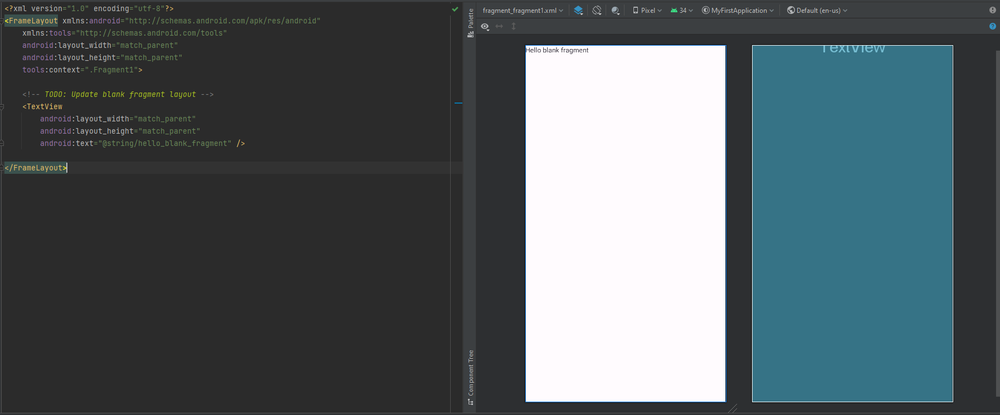 <?xml version="1.0" encoding="utf-8"?>
<FrameLayout xmlns:android="http://schemas.android.com/apk/res/android"
    xmlns:tools="http://schemas.android.com/tools"
    android:layout_width="match_parent"
    android:layout_height="match_parent"
    tools:context=".Fragment1">

    <!-- TODO: Update blank fragment layout -->
    <TextView
        android:layout_width="match_parent"
        android:layout_height="match_parent"
        android:text="@string/hello_blank_fragment" />

</FrameLayout>
Palette
Component Tree
fragment_fragment1.xml Pixel 34 MyFirstApplication Default (en-us)
Hello blank fragment
TextView